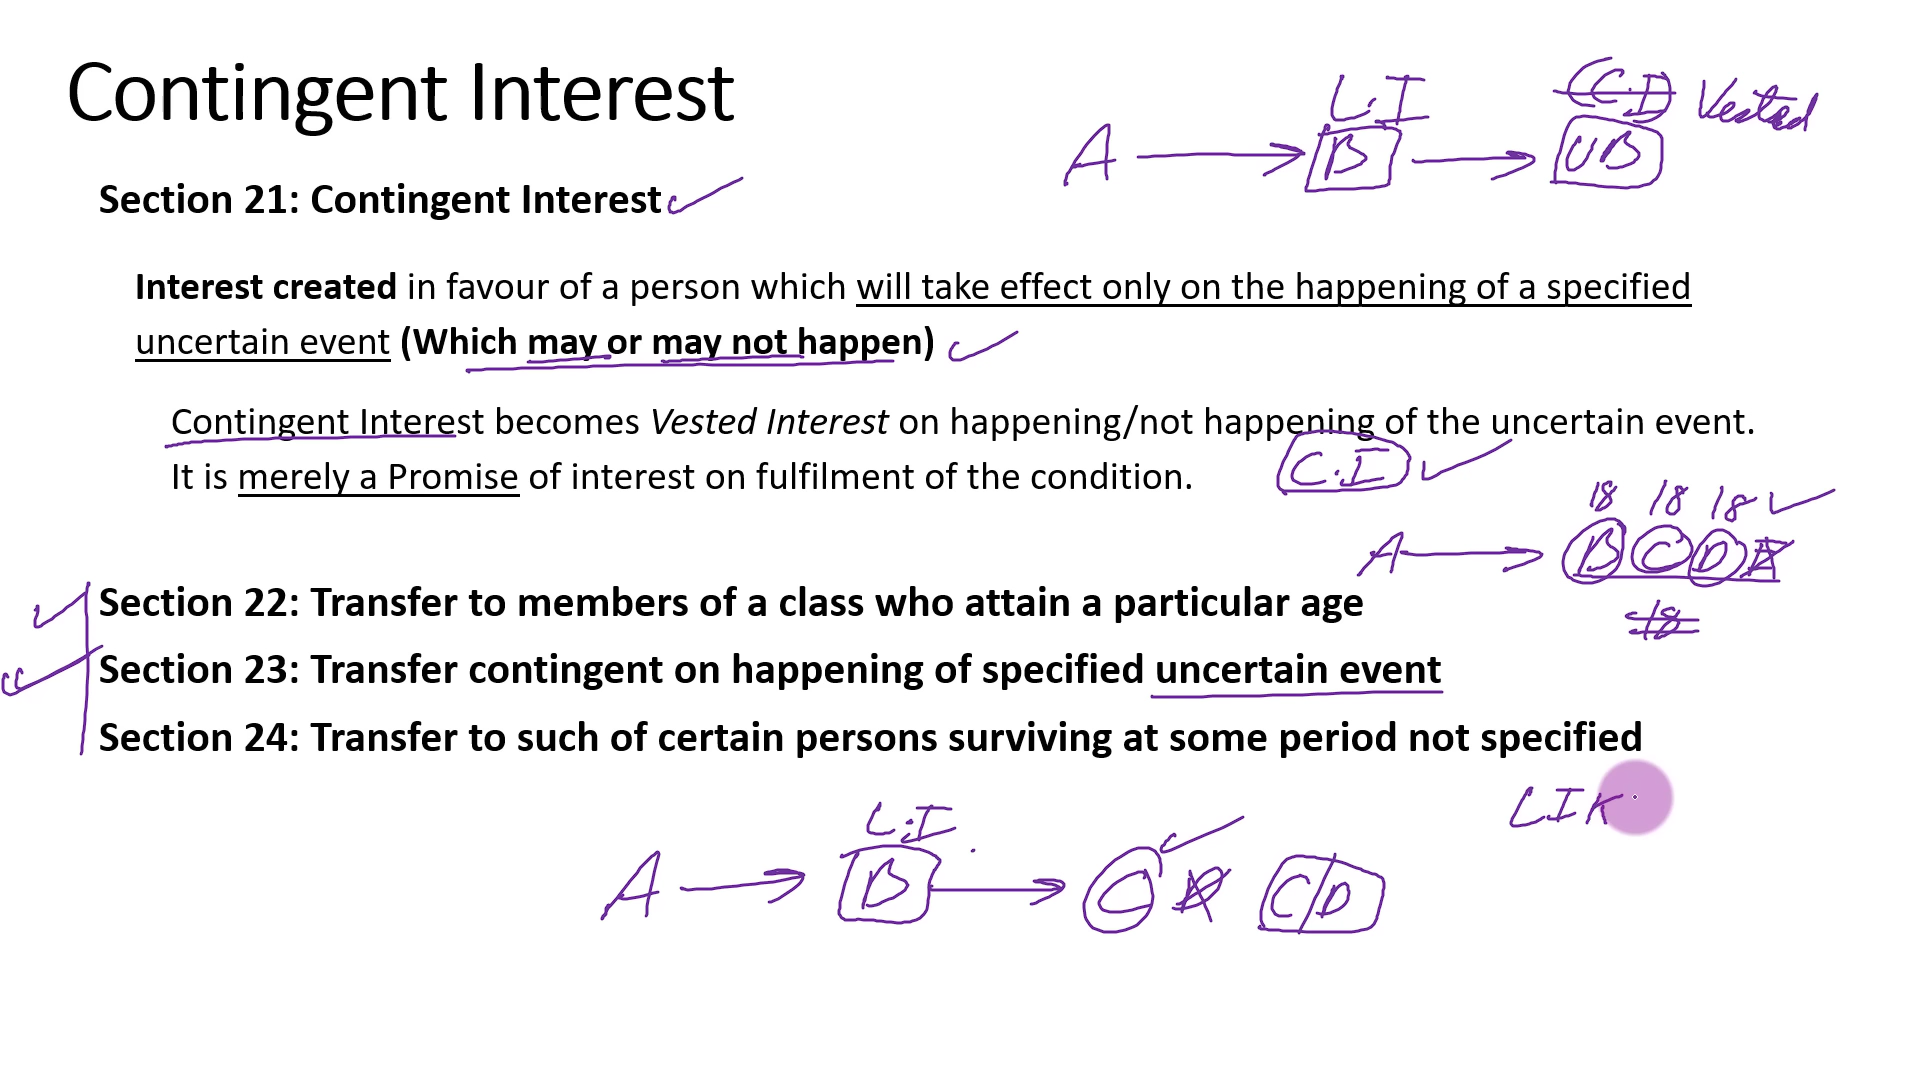 Contingent Interest
L.I (C.I) Vested
A B UB
Section 21: Contingent Interest
Interest created in favour of a person which will take effect only on the happening of a specified
uncertain event (Which may or may not happen)
Contingent Interest becomes Vested Interest on happening/not happening of the uncertain event.
It is merely a Promise of interest on fulfilment of the condition.
C.I
18 18 18
A B C D
18
Section 22: Transfer to members of a class who attain a particular age
Section 23: Transfer contingent on happening of specified uncertain event
Section 24: Transfer to such of certain persons surviving at some period not specified
L.I
A B C D C/D